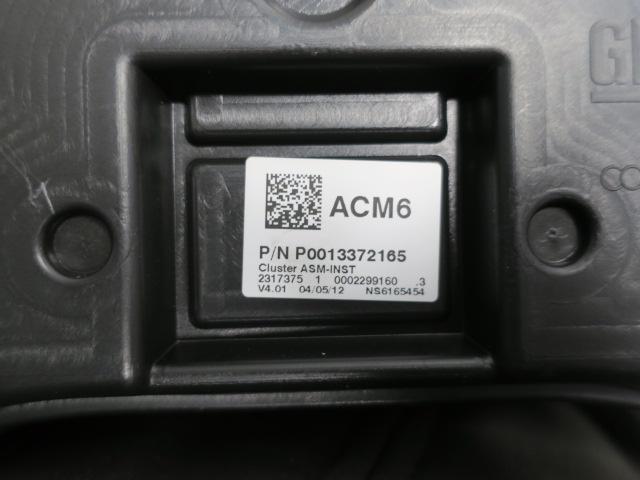 ACM6
P/N P0013372165
Cluster ASM-INST
2317375 1 0002299160 .3
V4.01 04/05/12 NS6165454